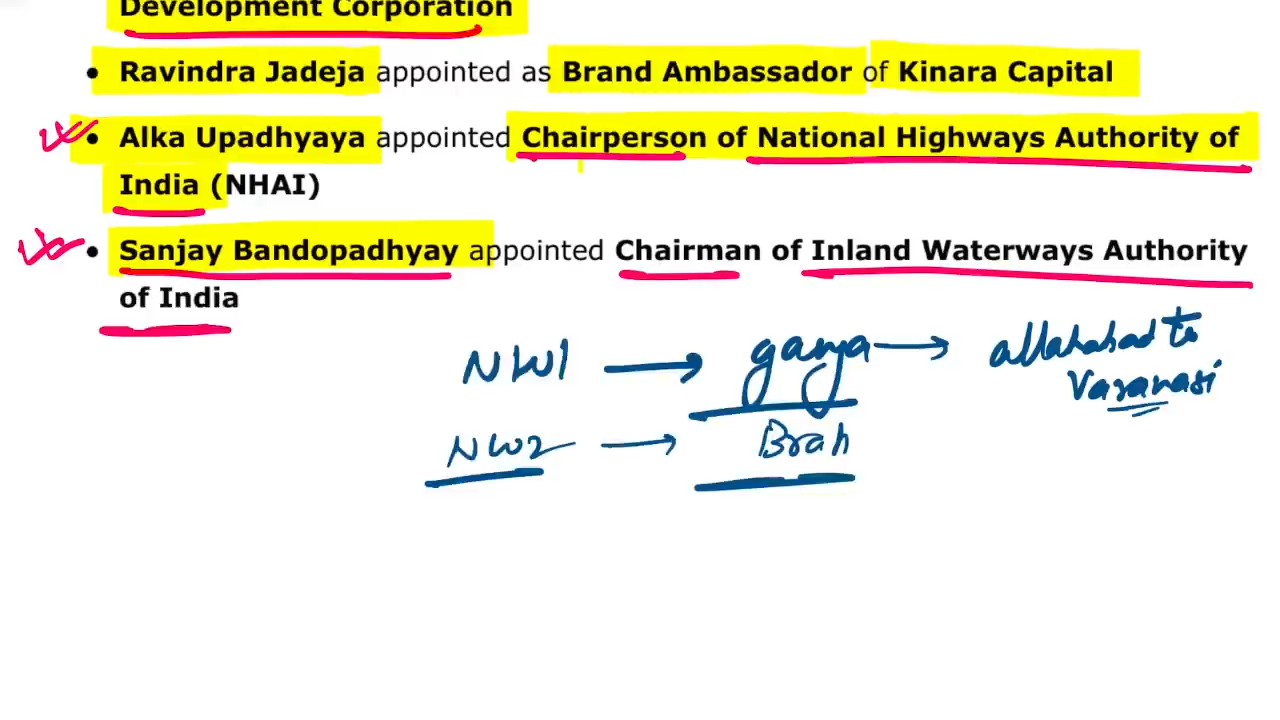 Development Corporation
• Ravindra Jadeja appointed as Brand Ambassador of Kinara Capital
• Alka Upadhyaya appointed Chairperson of National Highways Authority of
India (NHAI)
• Sanjay Bandopadhyay appointed Chairman of Inland Waterways Authority
of India
NW1 → ganga → allahabad to
Varanasi
NW2 → Brah